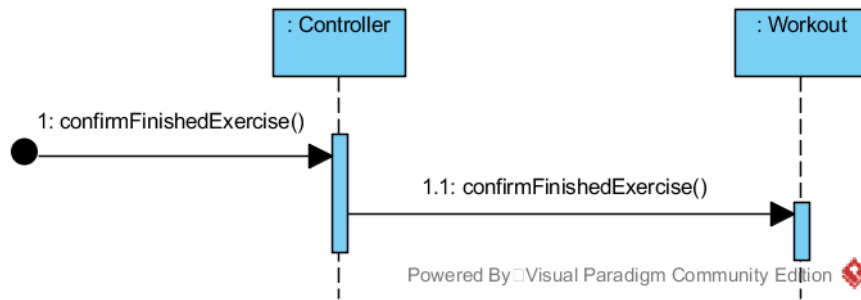 : Controller
: Workout
1: confirmFinishedExercise()
1.1: confirmFinishedExercise()
Powered By Visual Paradigm Community Edition